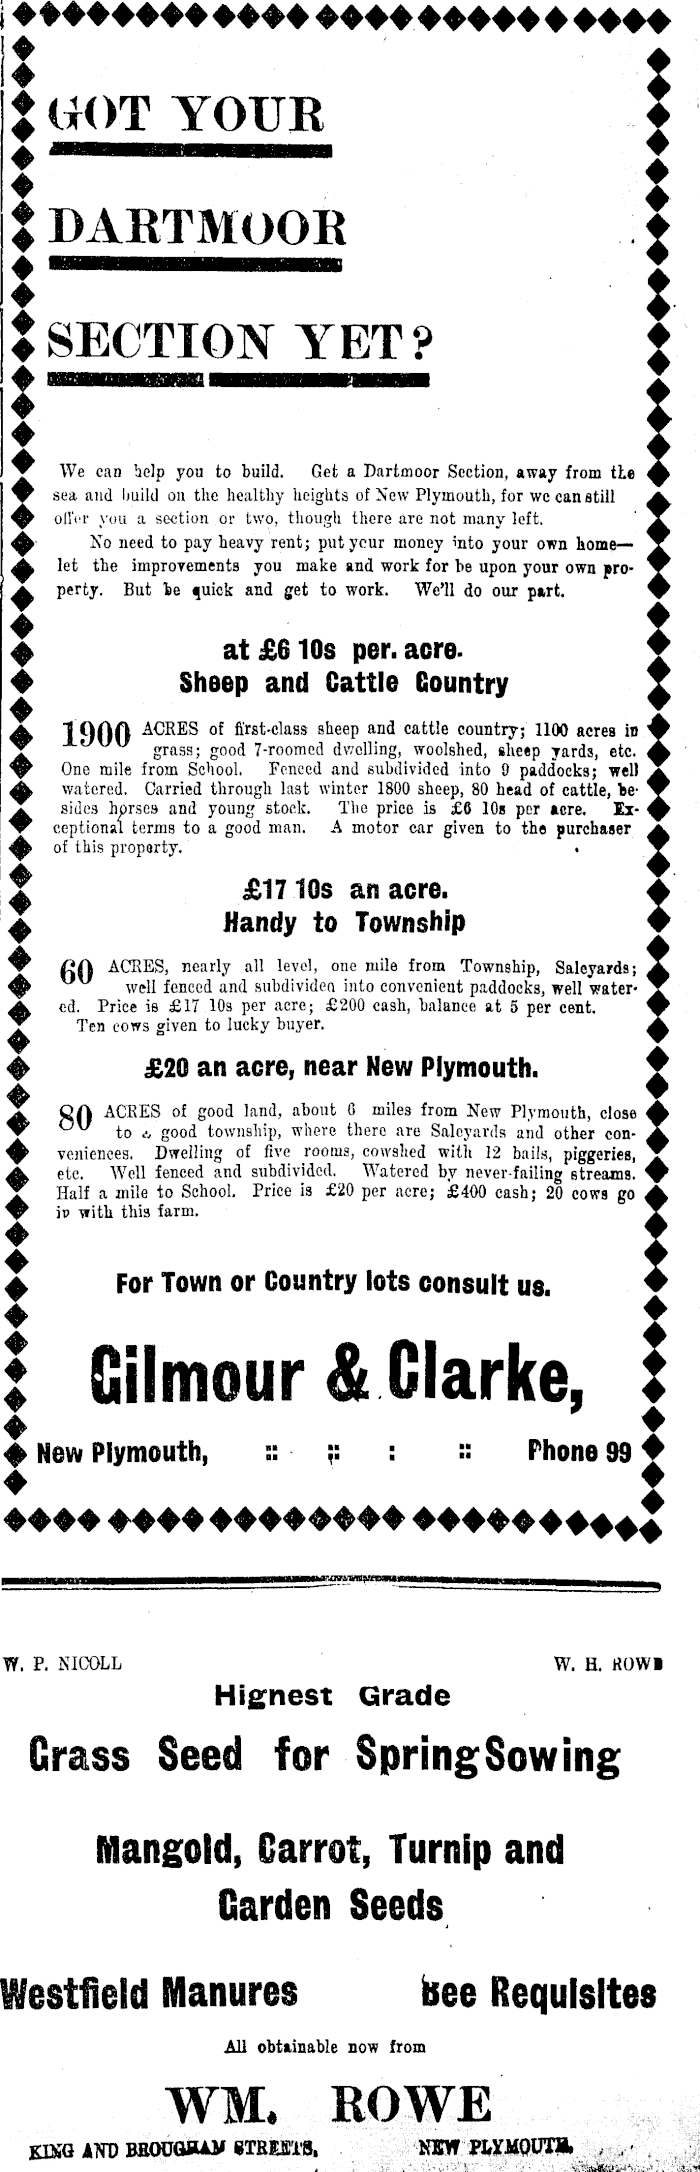 GOT YOUR
DARTMOOR
SECTION YET?
We can help you to build. Get a Dartmoor Section, away from the
sea and build on the healthy heights of New Plymouth, for we can still
offer you a section or two, though there are not many left.
No need to pay heavy rent; put your money into your own home—
let the improvements you make and work for be upon your own pro-
perty. But be quick and get to work. We'll do our part.
at £6 10s per. acre.
Sheep and Cattle Country
1900 ACRES of first-class sheep and cattle country; 1100 acres in
grass; good 7-roomed dwelling, woolshed, sheep yards, etc.
One mile from School. Fenced and subdivided into 9 paddocks; well
watered. Carried through last winter 1800 sheep, 80 head of cattle, be-
sides horses and young stock. The price is £6 10s per acre. Ex-
ceptional terms to a good man. A motor car given to the purchaser
of this property.
£17 10s an acre.
Handy to Township
60 ACRES, nearly all level, one mile from Township, Saleyards;
well fenced and subdivided into convenient paddocks, well water-
ed. Price is £17 10s per acre; £200 cash, balance at 5 per cent.
Ten cows given to lucky buyer.
£20 an acre, near New Plymouth.
80 ACRES of good land, about 6 miles from New Plymouth, close
to a good township, where there are Saleyards and other con-
veniences. Dwelling of five rooms, cowshed with 12 bails, piggeries,
etc. Well fenced and subdivided. Watered by never-failing streams.
Half a mile to School. Price is £20 per acre; £400 cash; 20 cows go
in with this farm.
For Town or Country lots consult us.
Gilmour & Clarke,
New Plymouth, :: :: : :: Phone 99
W. P. NICOLL W. H. ROWE
Highest Grade
Grass Seed for Spring Sowing
Mangold, Carrot, Turnip and
Garden Seeds
Westfield Manures Bee Requisites
All obtainable now from
WM. ROWE
KING AND BROUGHAM STREETS, NEW PLYMOUTH.